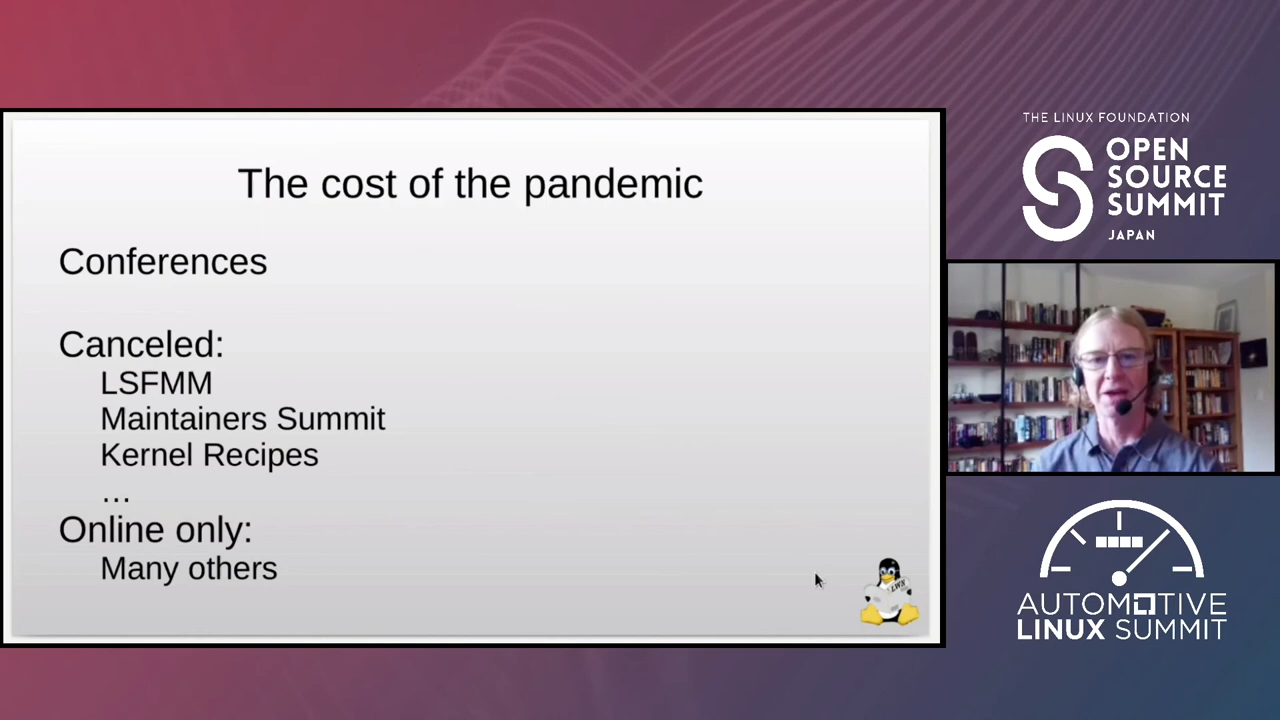 The cost of the pandemic
Conferences
Canceled:
LSFMM
Maintainers Summit
Kernel Recipes
...
Online only:
Many others
LWN
THE LINUX FOUNDATION
OPEN
SOURCE
SUMMIT
JAPAN
AUTOMOTIVE
LINUX SUMMIT